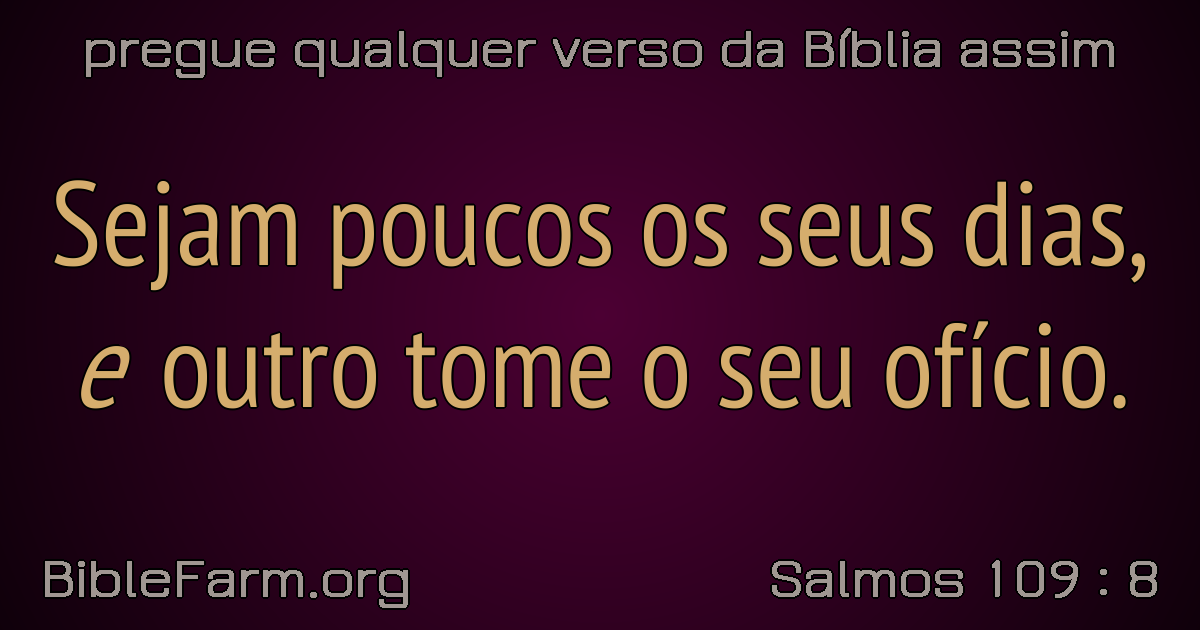 pregue qualquer verso da Bíblia assim
Sejam poucos os seus dias,
e outro tome o seu ofício.
BibleFarm.org
Salmos 109 : 8